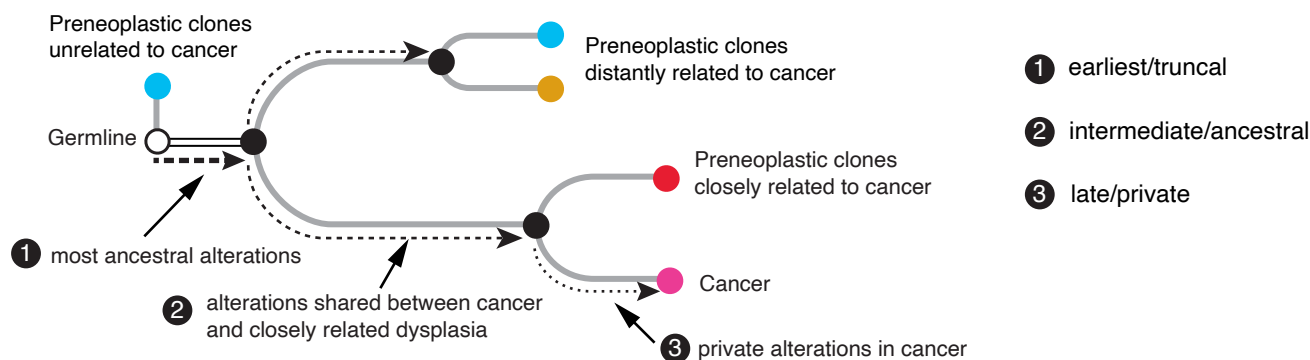 Preneoplastic clones
unrelated to cancer
Germline
Preneoplastic clones
distantly related to cancer
Preneoplastic clones
closely related to cancer
Cancer
1 most ancestral alterations
2 alterations shared between cancer
and closely related dysplasia
3 private alterations in cancer
1 earliest/truncal
2 intermediate/ancestral
3 late/private